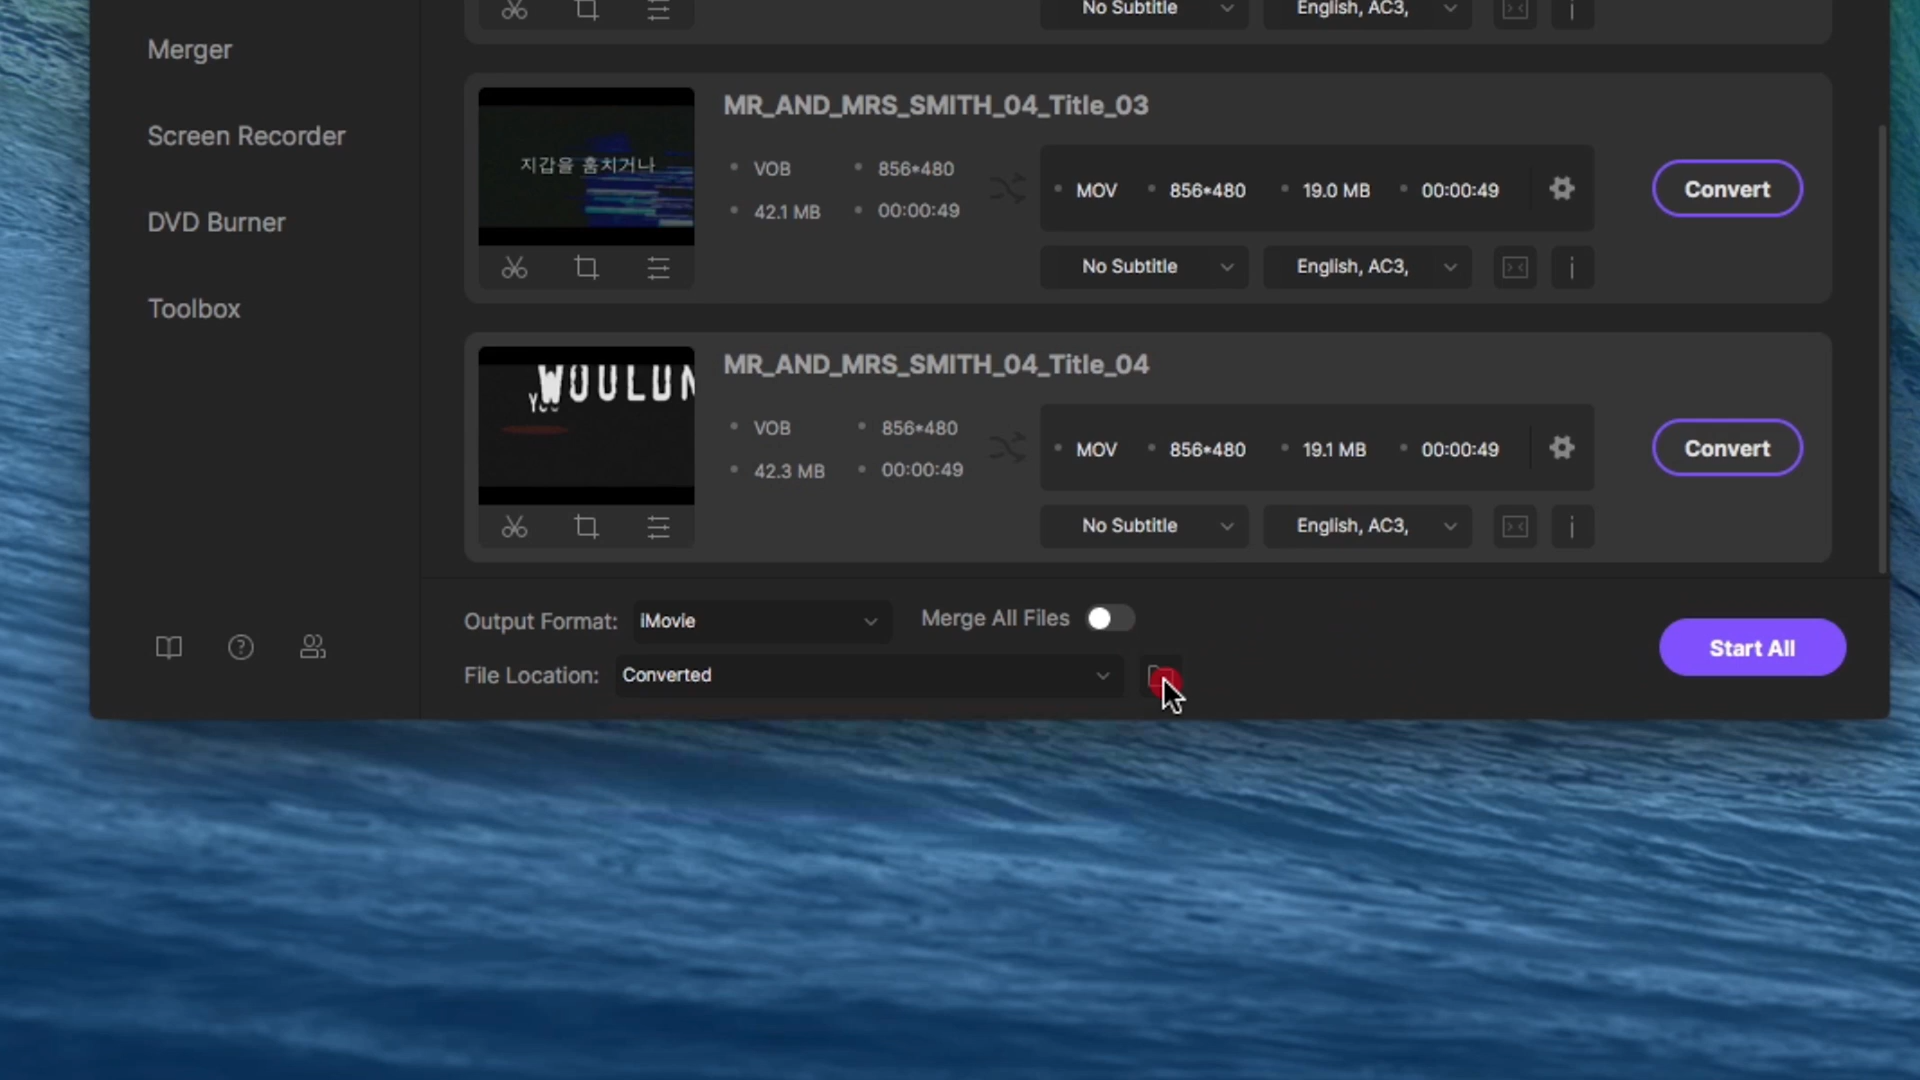 No Subtitle
English, AC3,
Merger
Screen Recorder
DVD Burner
Toolbox
MR_AND_MRS_SMITH_04_Title_03
지갑을 훔치거나
VOB
856*480
42.1 MB
00:00:49
MOV
856*480
19.0 MB
00:00:49
Convert
No Subtitle
English, AC3,
MR_AND_MRS_SMITH_04_Title_04
WOULDN
YOU
VOB
856*480
42.3 MB
00:00:49
MOV
856*480
19.1 MB
00:00:49
Convert
No Subtitle
English, AC3,
Output Format:
iMovie
Merge All Files
File Location:
Converted
Start All